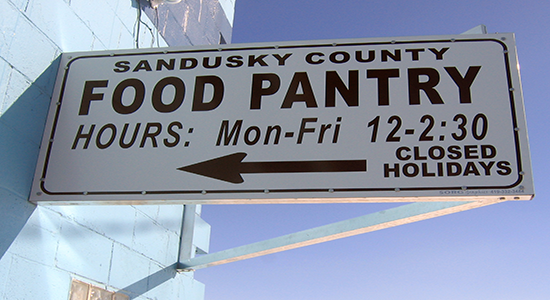 SANDUSKY COUNTY
FOOD PANTRY
HOURS: Mon-Fri 12-2:30
CLOSED
HOLIDAYS